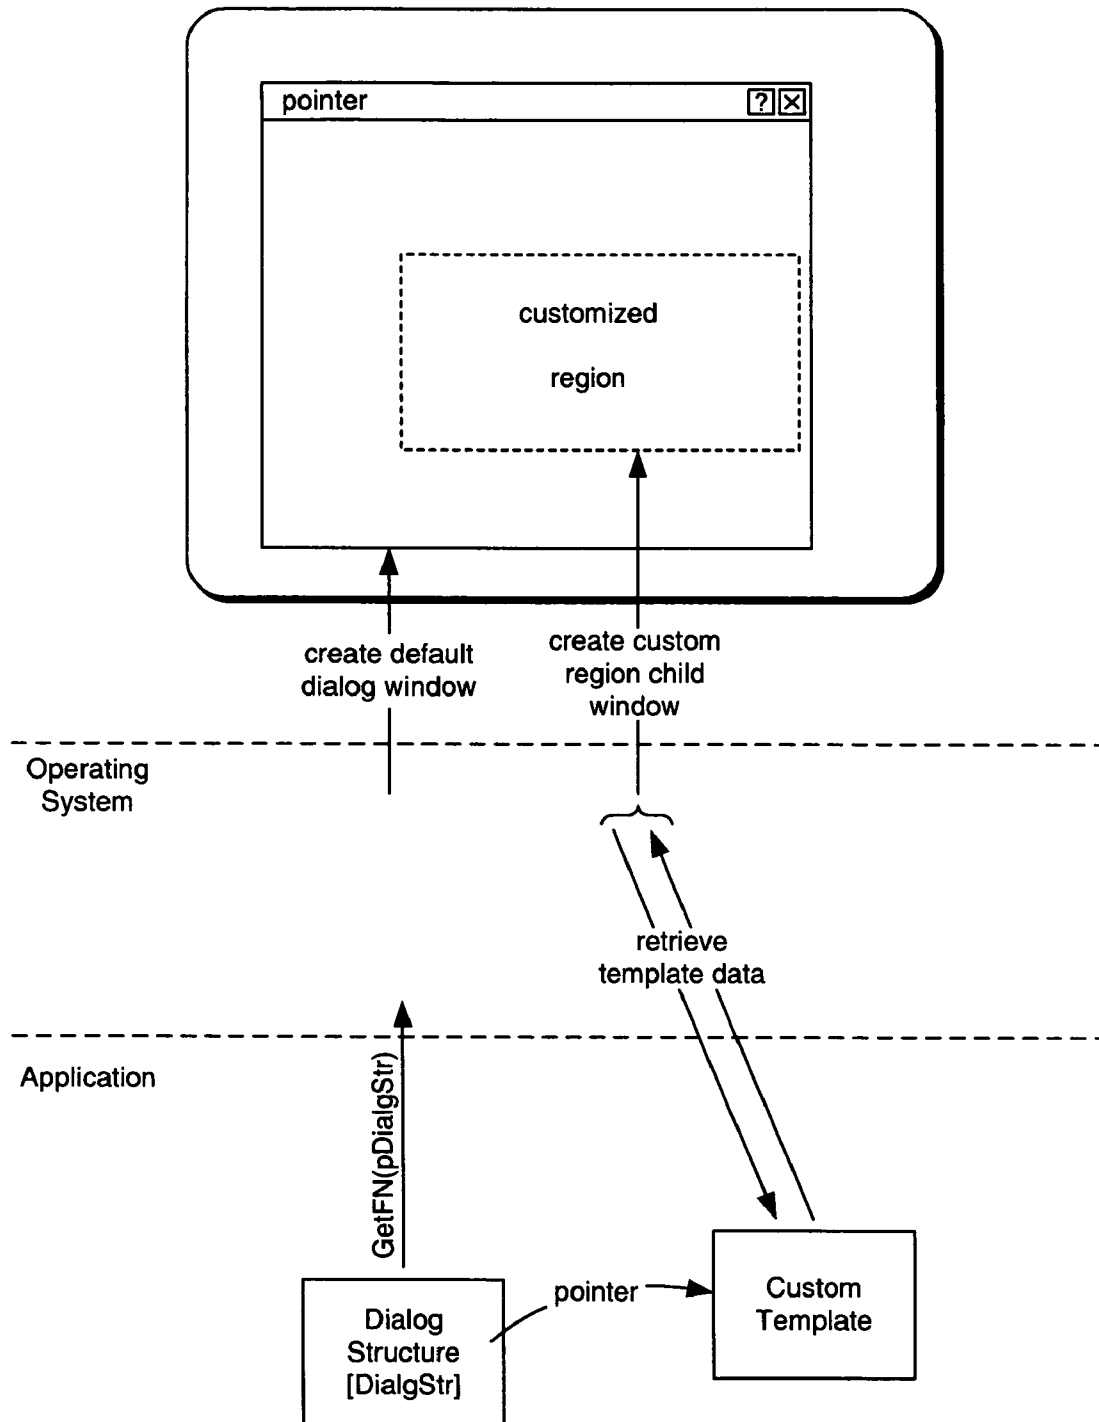 pointer
?
customized
region
create default
dialog window
create custom
region child
window
Operating
System
retrieve
template data
Application
GetFN(pDialgStr)
pointer
Custom
Template
Dialog
Structure
[DialgStr]